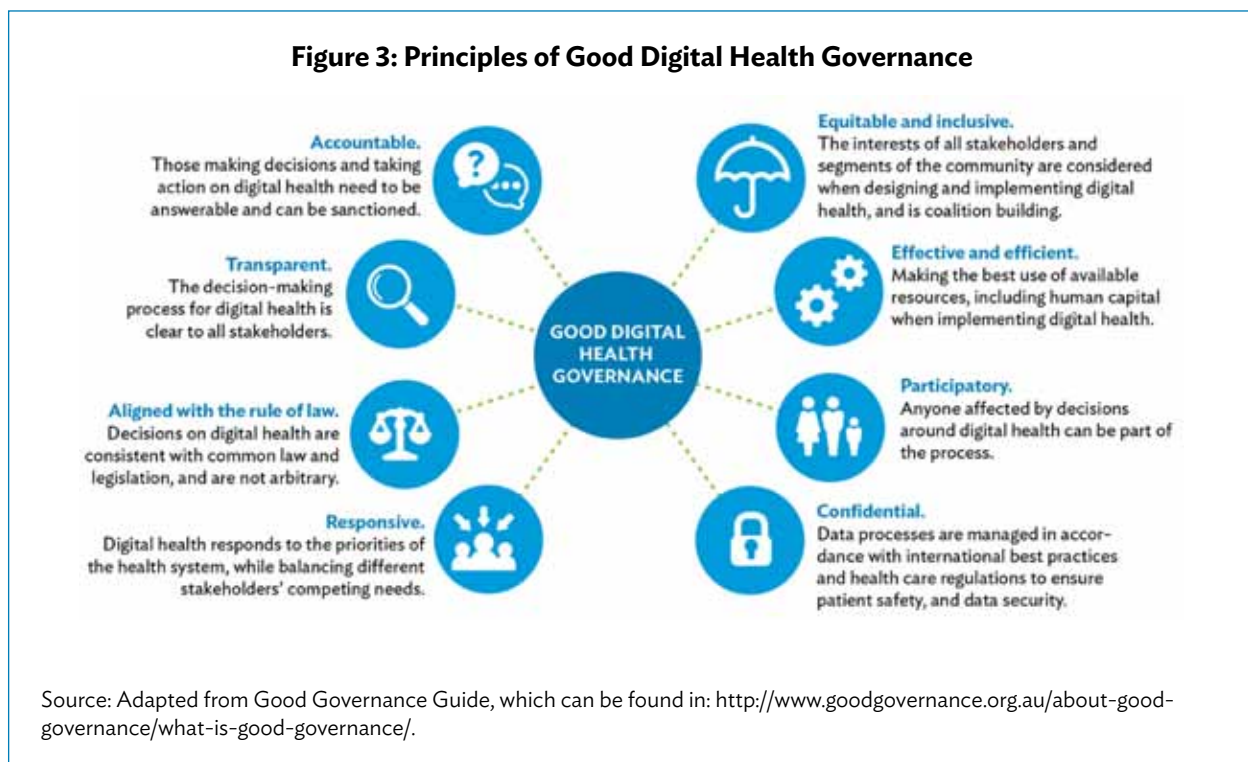 Figure 3: Principles of Good Digital Health Governance
Accountable.
Those making decisions and taking
action on digital health need to be
answerable and can be sanctioned.
Transparent.
The decision-making
process for digital health is
clear to all stakeholders.
Aligned with the rule of law.
Decisions on digital health are
consistent with common law and
legislation, and are not arbitrary.
Responsive.
Digital health responds to the priorities of
the health system, while balancing different
stakeholders' competing needs.
?
GOOD DIGITAL
HEALTH
GOVERNANCE
Equitable and inclusive.
The interests of all stakeholders and
segments of the community are considered
when designing and implementing digital
health, and is coalition building.
Effective and efficient.
Making the best use of available
resources, including human capital
when implementing digital health.
Participatory.
Anyone affected by decisions
around digital health can be part of
the process.
Confidential.
Data processes are managed in accor-
dance with international best practices
and health care regulations to ensure
patient safety, and data security.
Source: Adapted from Good Governance Guide, which can be found in: http://www.goodgovernance.org.au/about-good-
governance/what-is-good-governance/.